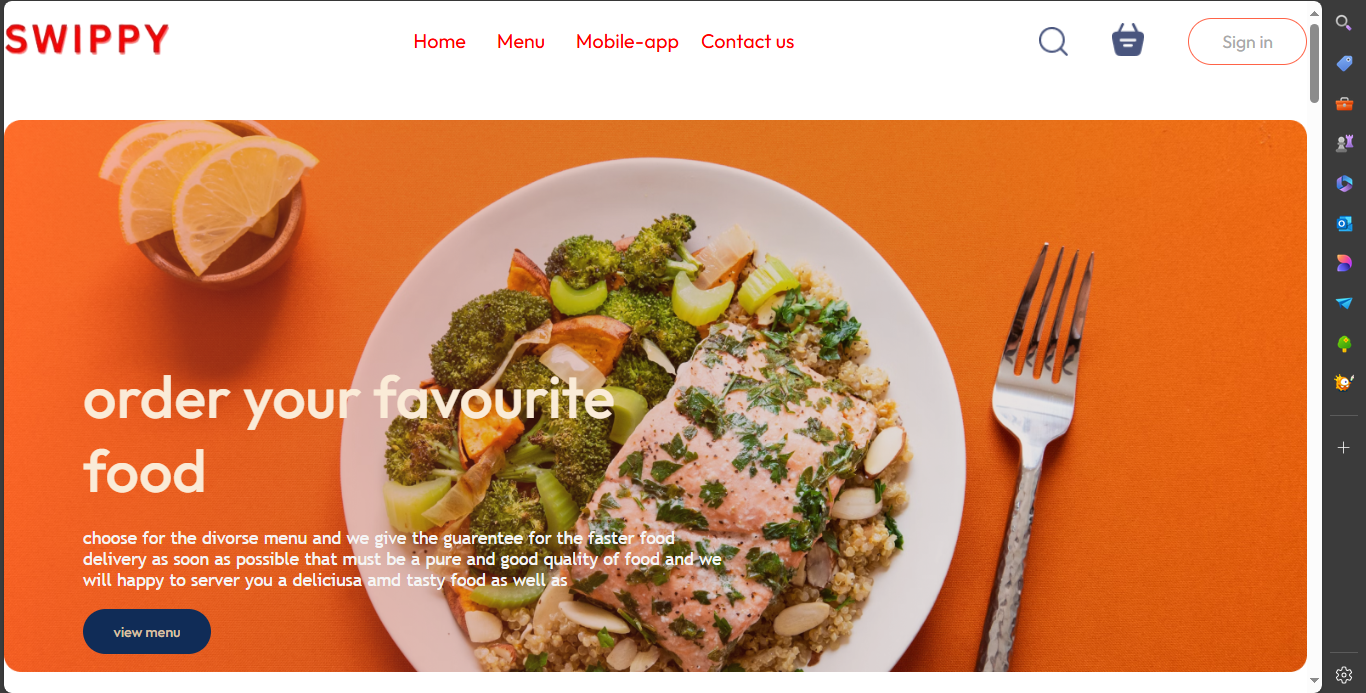 SWIPPY
Home Menu Mobile-app Contact us
Sign in
order your favourite
food
choose for the divorse menu and we give the guarentee for the faster food
delivery as soon as possible that must be a pure and good quality of food and we
will happy to server you a deliciusa amd tasty food as well as
view menu